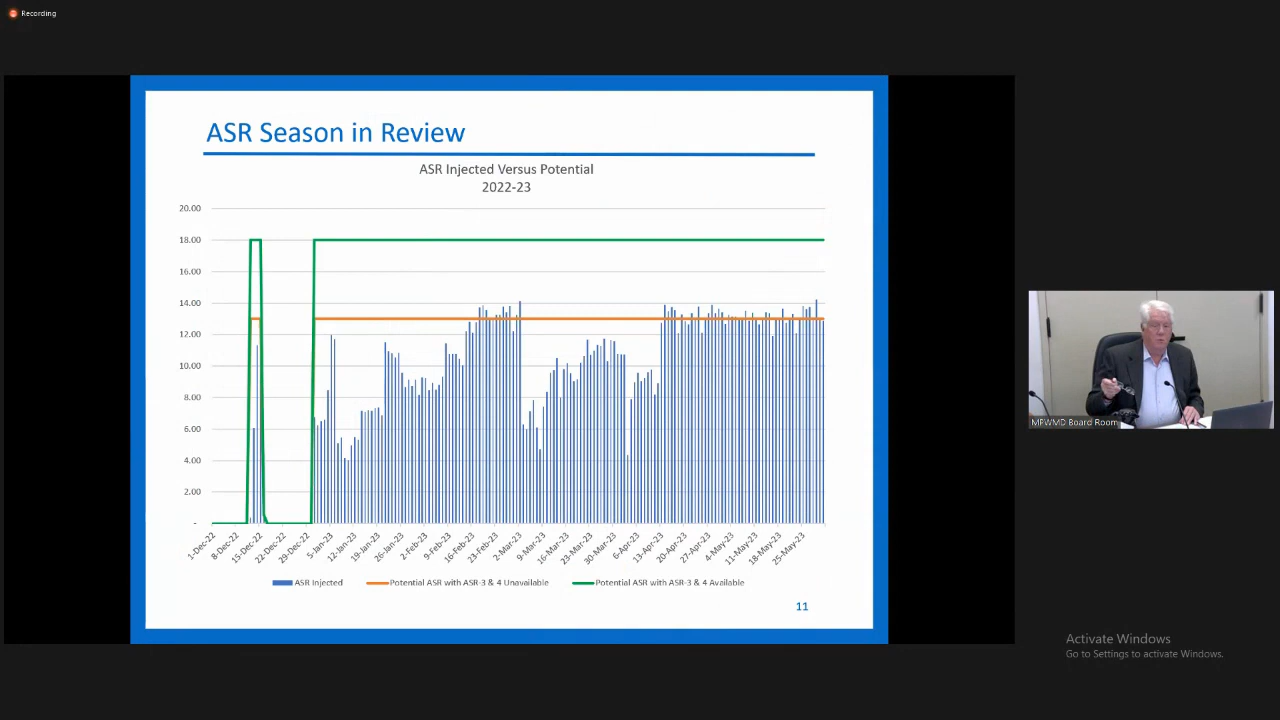 Recording
ASR Season in Review
ASR Injected Versus Potential
2022-23
20.00
18.00
16.00
14.00
12.00
10.00
8.00
6.00
4.00
2.00
-
1-Dec-22
8-Dec-22
15-Dec-22
22-Dec-22
29-Dec-22
5-Jan-23
12-Jan-23
19-Jan-23
26-Jan-23
2-Feb-23
9-Feb-23
16-Feb-23
23-Feb-23
2-Mar-23
9-Mar-23
16-Mar-23
23-Mar-23
30-Mar-23
6-Apr-23
13-Apr-23
20-Apr-23
27-Apr-23
4-May-23
11-May-23
18-May-23
25-May-23
ASR Injected
Potential ASR with ASR-3 & 4 Unavailable
Potential ASR with ASR-3 & 4 Available
11
MPWMD Board Room
Activate Windows
Go to Settings to activate Windows.